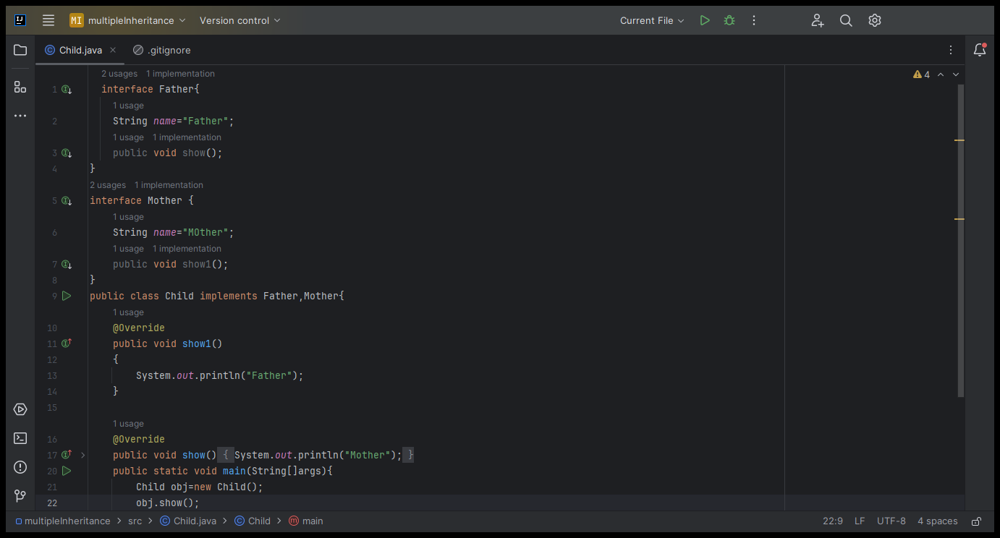 IJ MI multipleInheritance Version control Current File
Child.java .gitignore
2 usages 1 implementation 4
1 interface Father{
1 usage
2 String name="Father";
1 usage 1 implementation
3 public void show();
4 }
2 usages 1 implementation
5 interface Mother {
1 usage
6 String name="MOther";
1 usage 1 implementation
7 public void show1();
8 }
9 public class Child implements Father,Mother{
1 usage
10 @Override
11 public void show1()
12 {
13 System.out.println("Father");
14 }
15
1 usage
16 @Override
17 public void show() { System.out.println("Mother"); }
20 public static void main(String[]args){
21 Child obj=new Child();
22 obj.show();
multipleInheritance > src > Child.java > Child > main 22:9 LF UTF-8 4 spaces